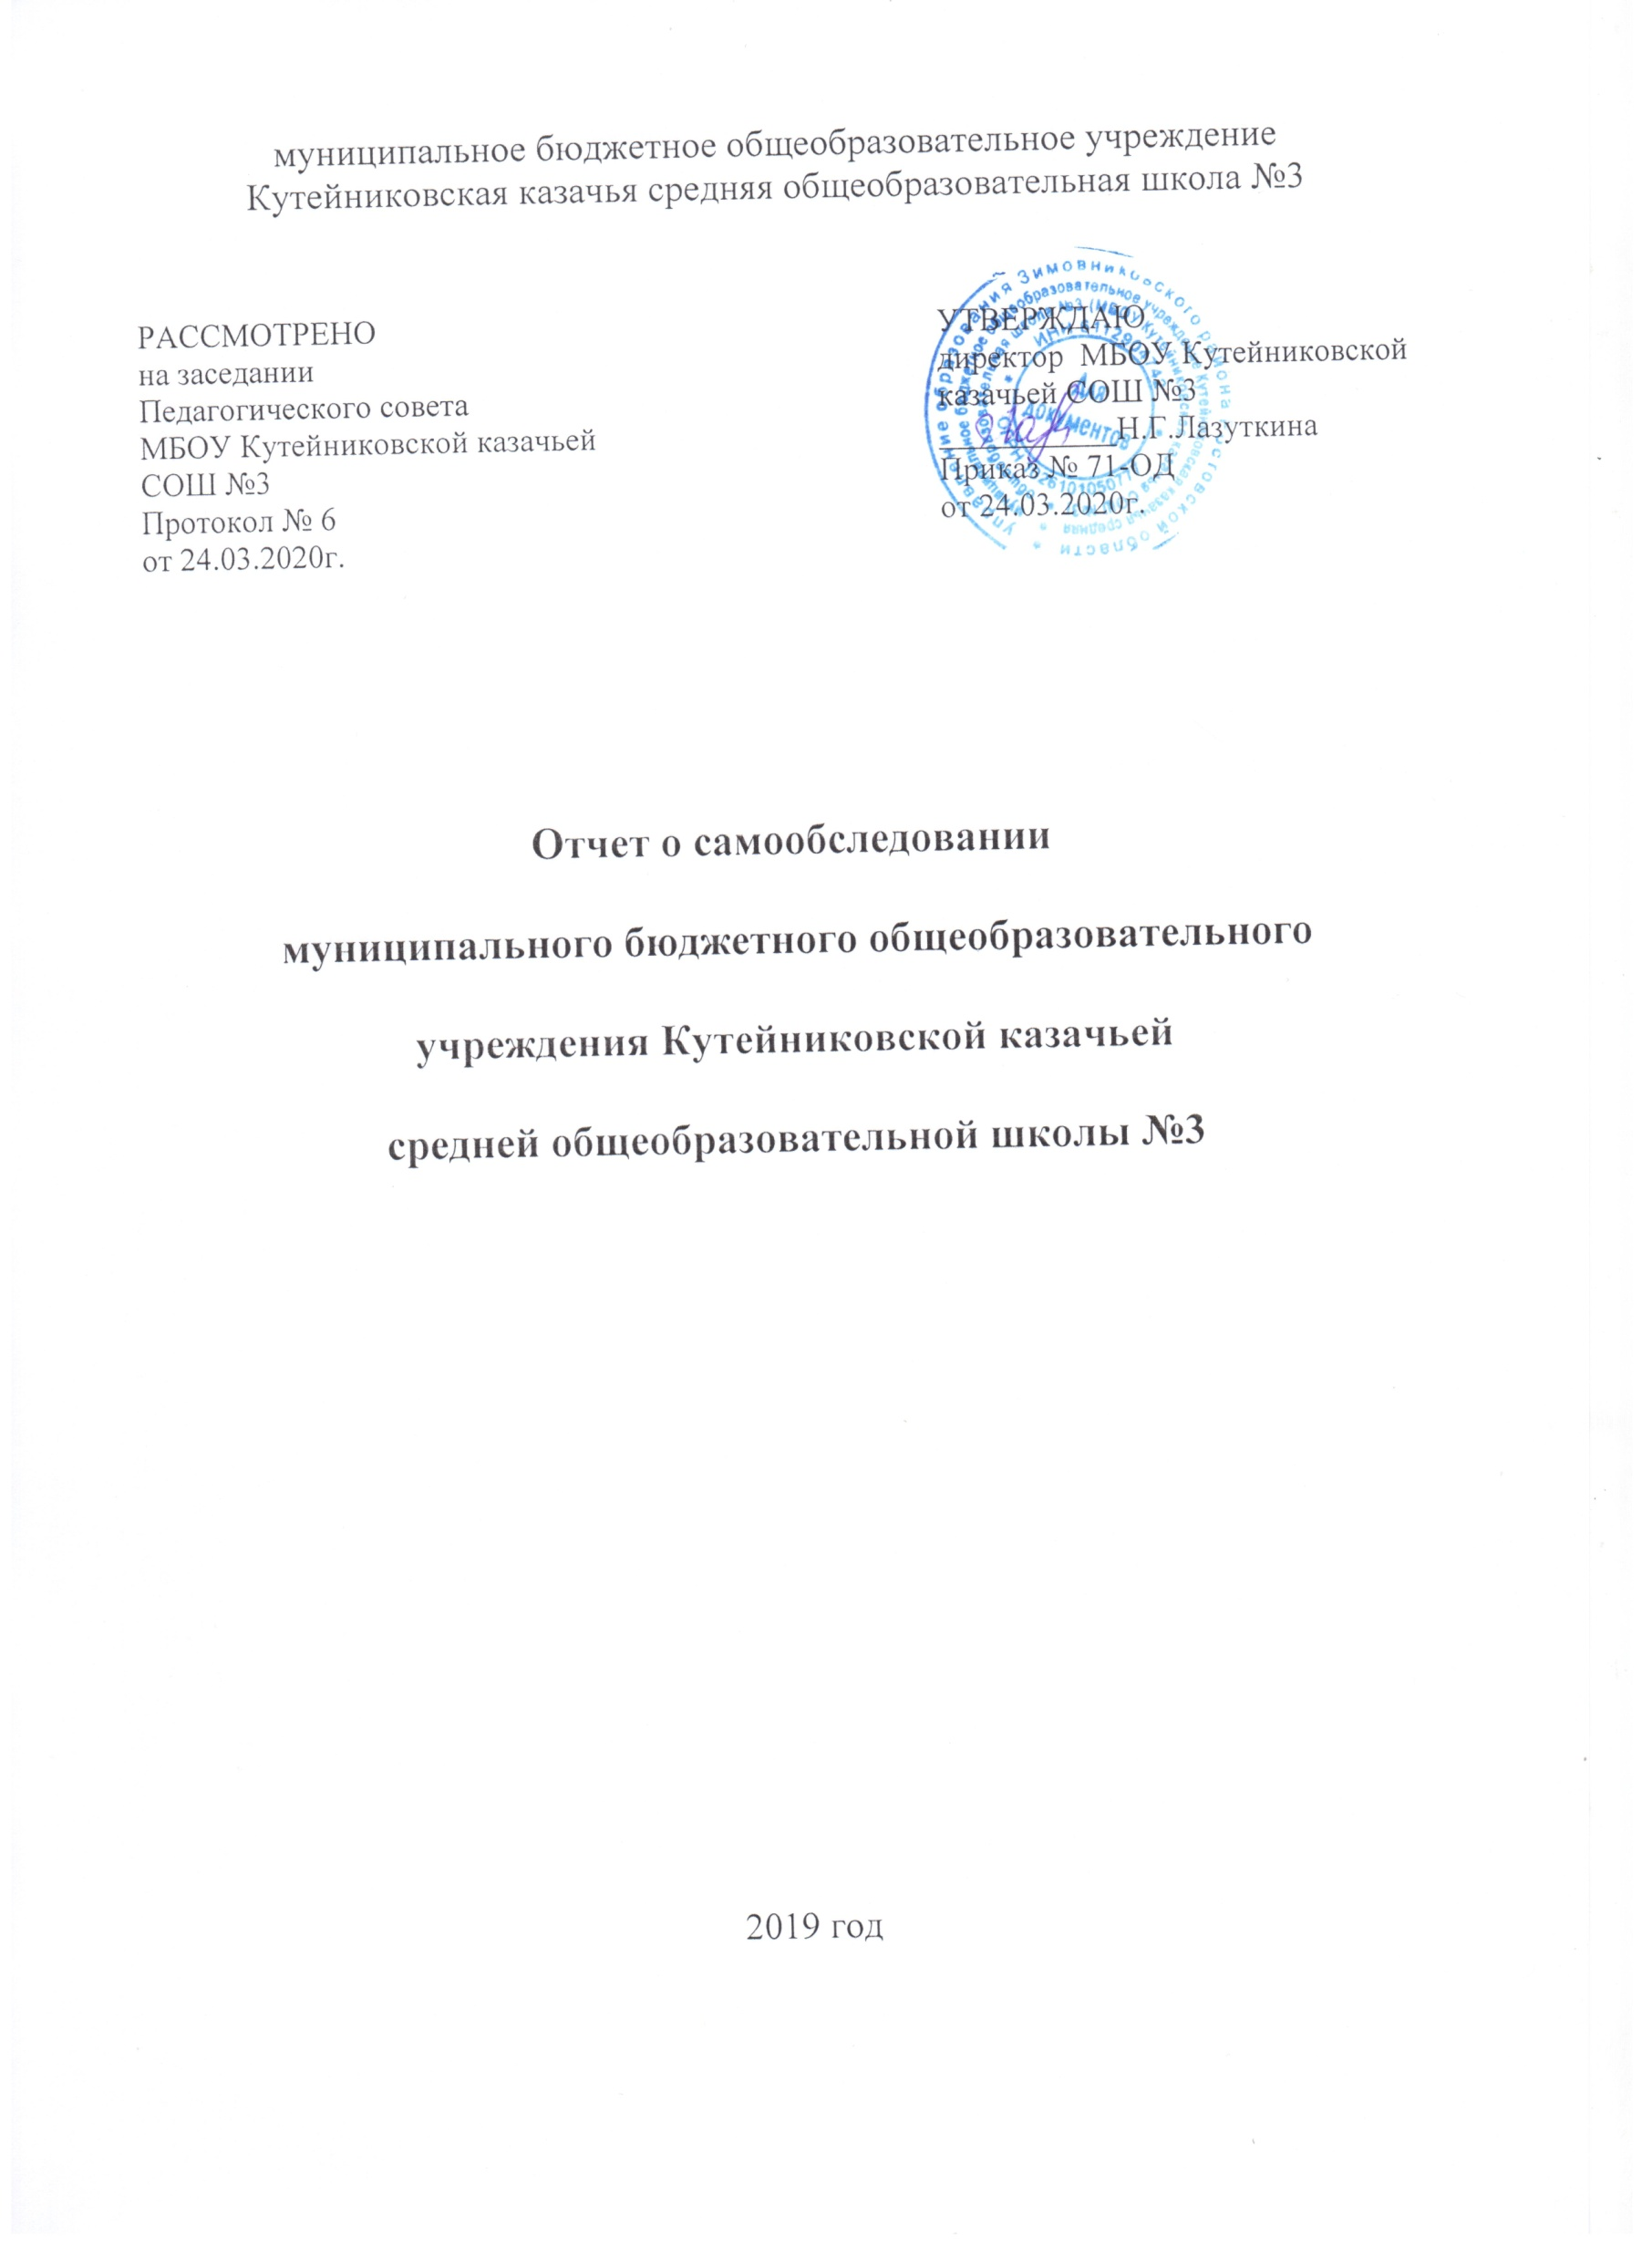 муниципальное бюджетное общеобразовательное учреждение
Кутейниковская казачья средняя общеобразовательная школа №3
РАССМОТРЕНО
на заседании
Педагогического совета
МБОУ Кутейниковской казачьей
СОШ №3
Протокол № 6
от 24.03.2020г.
УТВЕРЖДАЮ
директор МБОУ Кутейниковской
казачьей СОШ №3
Н.Г.Лазуткина
Приказ № 71-ОД
от 24.03.2020г.
Для
документов
Отчет о самообследовании
муниципального бюджетного общеобразовательного
учреждения Кутейниковской казачьей
средней общеобразовательной школы №3
2019 год